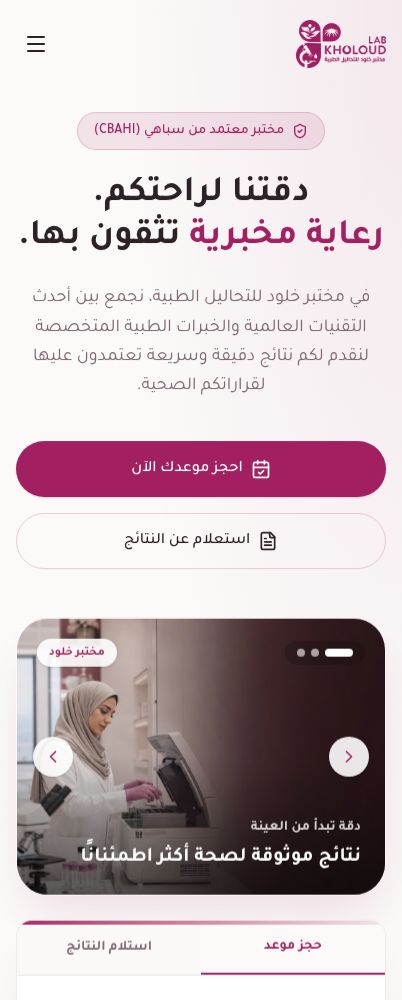 LAB
KHOLOUD
مختبر خلود للتحاليل الطبية
مختبر معتمد من سباهي (CBAHI)
دقتنا لراحتكم.
رعاية مخبرية تثقون بها.
في مختبر خلود للتحاليل الطبية، نجمع بين أحدث
التقنيات العالمية والخبرات الطبية المتخصصة
لنقدم لكم نتائج دقيقة وسريعة تعتمدون عليها
لقراراتكم الصحية.
احجز موعدك الآن
استعلام عن النتائج
مختبر خلود
دقة تبدأ من العينة
نتائج موثوقة لصحة أكثر اطمئنانًا
حجز موعد
استلام النتائج